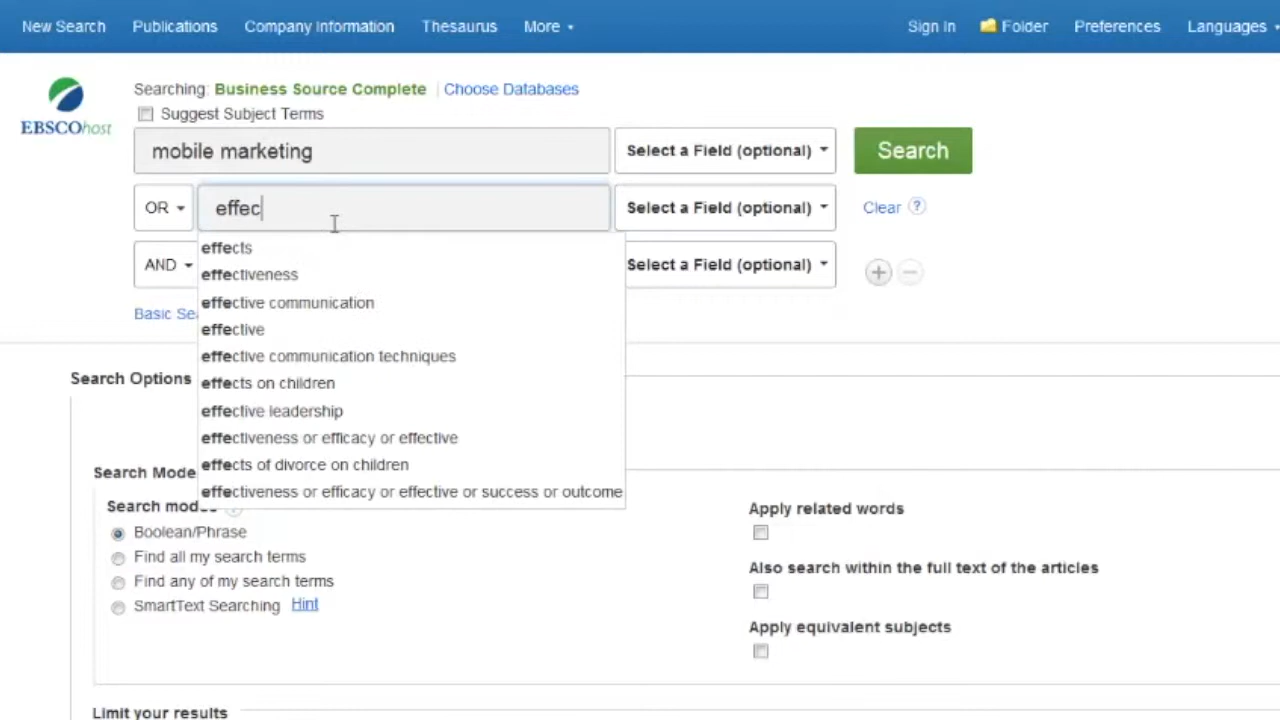 New Search Publications Company Information Thesaurus More Sign In Folder Preferences Languages
Searching: Business Source Complete Choose Databases
Suggest Subject Terms
EBSCOhost
mobile marketing Select a Field (optional) Search
OR effec Select a Field (optional) Clear ?
effects
AND Select a Field (optional) + −
effectiveness
effective communication
Basic Sea
effective
effective communication techniques
Search Options
effects on children
effective leadership
effectiveness or efficacy or effective
effects of divorce on children
Search Mode
effectiveness or efficacy or effective or success or outcome
Search modes
Boolean/Phrase
Find all my search terms
Find any of my search terms
SmartText Searching Hint
Apply related words
Also search within the full text of the articles
Apply equivalent subjects
Limit your results